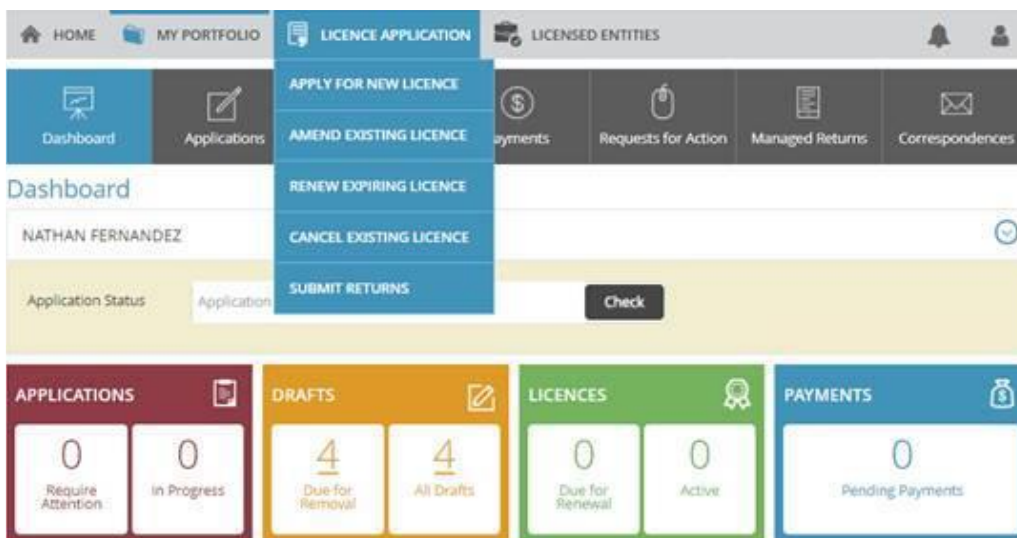 HOME MY PORTFOLIO LICENCE APPLICATION LICENSED ENTITIES
APPLY FOR NEW LICENCE
AMEND EXISTING LICENCE
RENEW EXPIRING LICENCE
CANCEL EXISTING LICENCE
SUBMIT RETURNS
Dashboard Applications ayments Requests for Action Managed Returns Correspondences
Dashboard
NATHAN FERNANDEZ
Application Status Application Check
APPLICATIONS
0 0
Require
Attention
In Progress
DRAFTS
4 4
Due for
Removal
All Drafts
LICENCES
0 0
Due for
Renewal
Active
PAYMENTS
0
Pending Payments